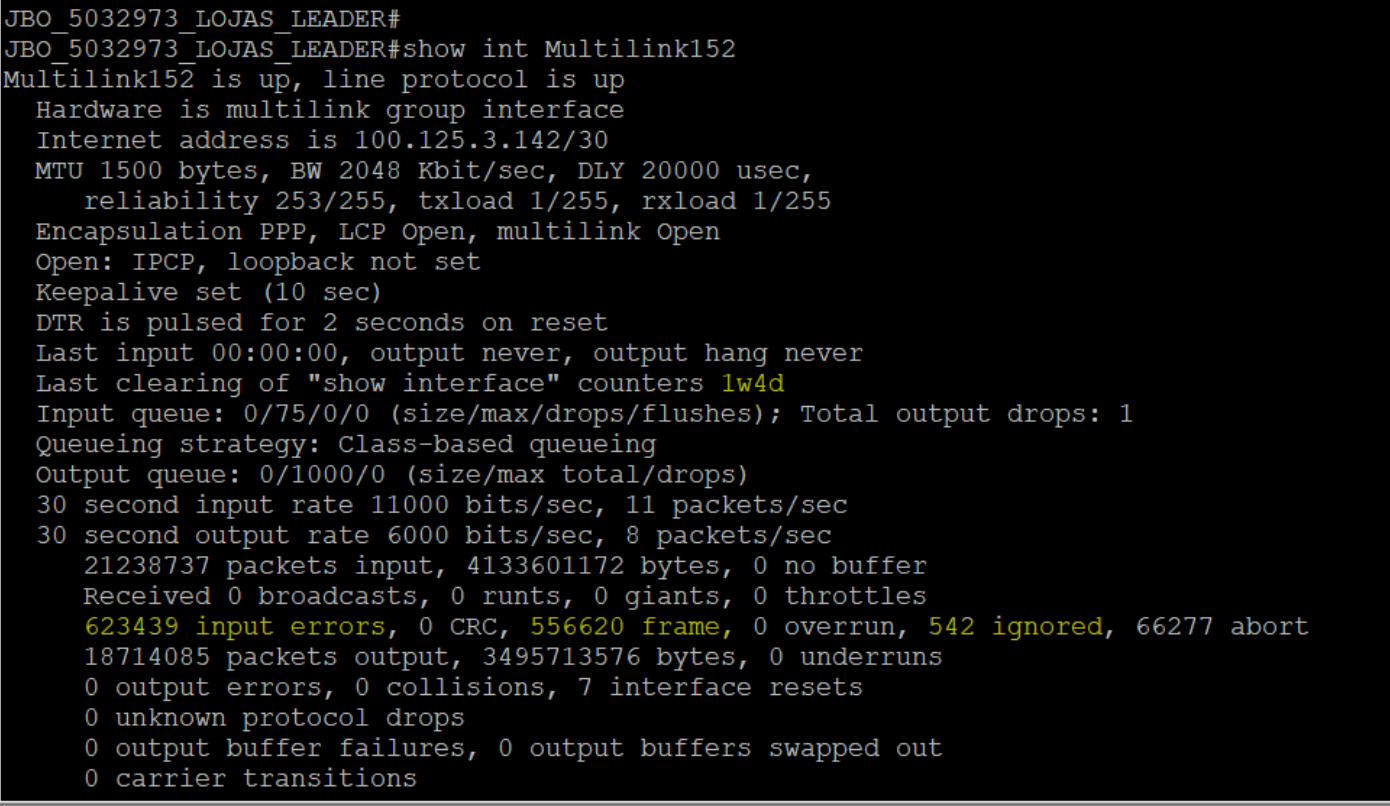 JBO_5032973_LOJAS_LEADER#
JBO_5032973_LOJAS_LEADER#show int Multilink152
Multilink152 is up, line protocol is up
  Hardware is multilink group interface
  Internet address is 100.125.3.142/30
  MTU 1500 bytes, BW 2048 Kbit/sec, DLY 20000 usec,
     reliability 253/255, txload 1/255, rxload 1/255
  Encapsulation PPP, LCP Open, multilink Open
  Open: IPCP, loopback not set
  Keepalive set (10 sec)
  DTR is pulsed for 2 seconds on reset
  Last input 00:00:00, output never, output hang never
  Last clearing of "show interface" counters 1w4d
  Input queue: 0/75/0/0 (size/max/drops/flushes); Total output drops: 1
  Queueing strategy: Class-based queueing
  Output queue: 0/1000/0 (size/max total/drops)
  30 second input rate 11000 bits/sec, 11 packets/sec
  30 second output rate 6000 bits/sec, 8 packets/sec
     21238737 packets input, 4133601172 bytes, 0 no buffer
     Received 0 broadcasts, 0 runts, 0 giants, 0 throttles
     623439 input errors, 0 CRC, 556620 frame, 0 overrun, 542 ignored, 66277 abort
     18714085 packets output, 3495713576 bytes, 0 underruns
     0 output errors, 0 collisions, 7 interface resets
     0 unknown protocol drops
     0 output buffer failures, 0 output buffers swapped out
     0 carrier transitions